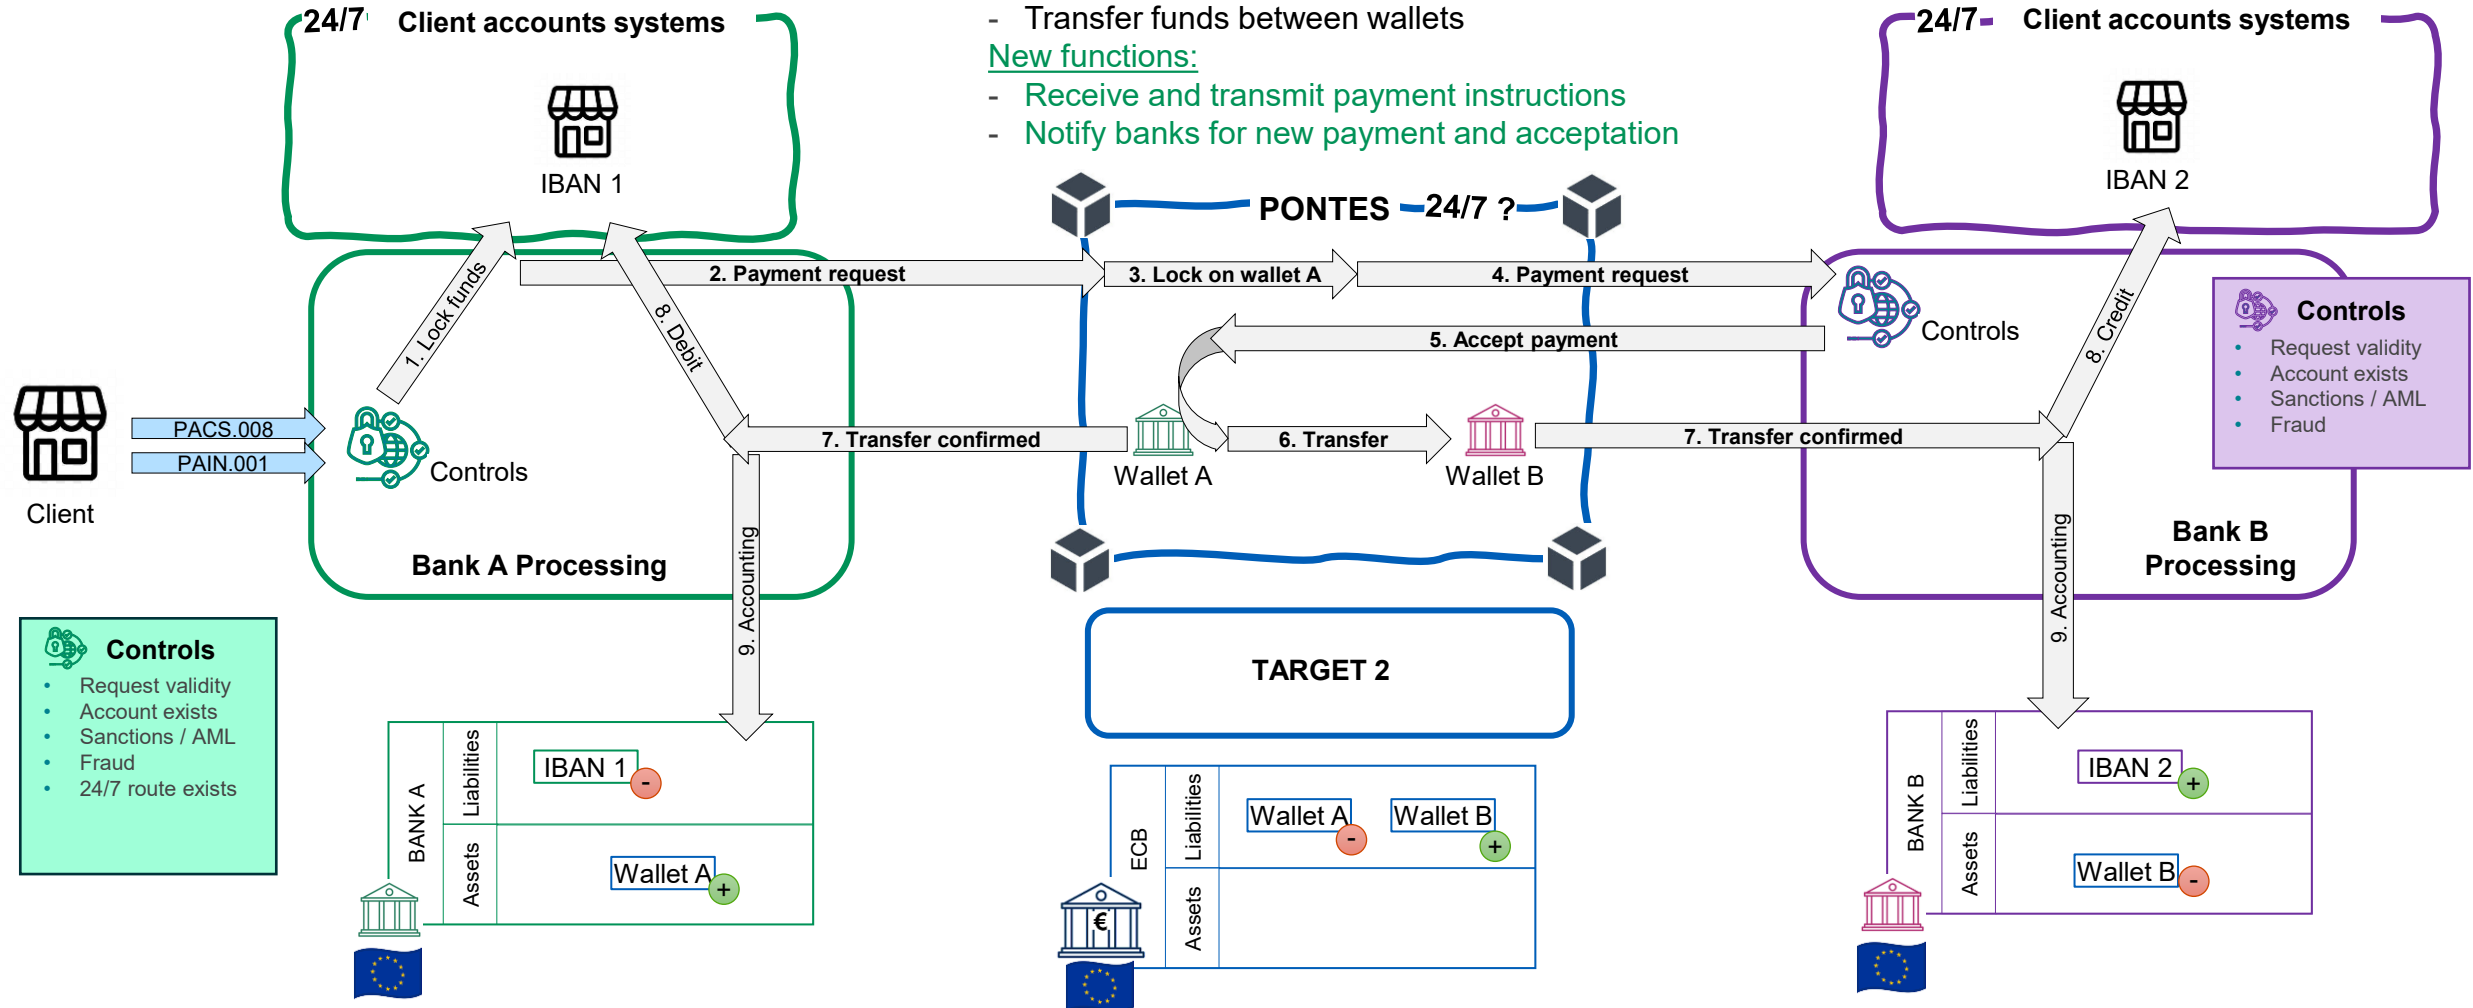 24/7
Client accounts systems
IBAN 1
- Transfer funds between wallets
New functions:
- Receive and transmit payment instructions
- Notify banks for new payment and acceptation
24/7
Client accounts systems
IBAN 2
PONTES
24/7 ?
1. Lock funds
8. Debit
2. Payment request
3. Lock on wallet A
4. Payment request
5. Accept payment
Controls
8. Credit
Controls
• Request validity
• Account exists
• Sanctions / AML
• Fraud
Client
PACS.008
PAIN.001
Controls
7. Transfer confirmed
Wallet A
6. Transfer
Wallet B
7. Transfer confirmed
Bank A Processing
Bank B
Processing
9. Accounting
9. Accounting
Controls
• Request validity
• Account exists
• Sanctions / AML
• Fraud
• 24/7 route exists
TARGET 2
BANK A
Liabilities
IBAN 1
-
Assets
Wallet A
+
ECB
Liabilities
Wallet A
-
Wallet B
+
Assets
€
BANK B
Liabilities
IBAN 2
+
Assets
Wallet B
-